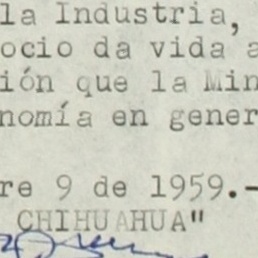 la Industria,
ocio da vida a
ión que la Min
nomía en gener
re 9 de 1959.-
CHIHUAHUA"